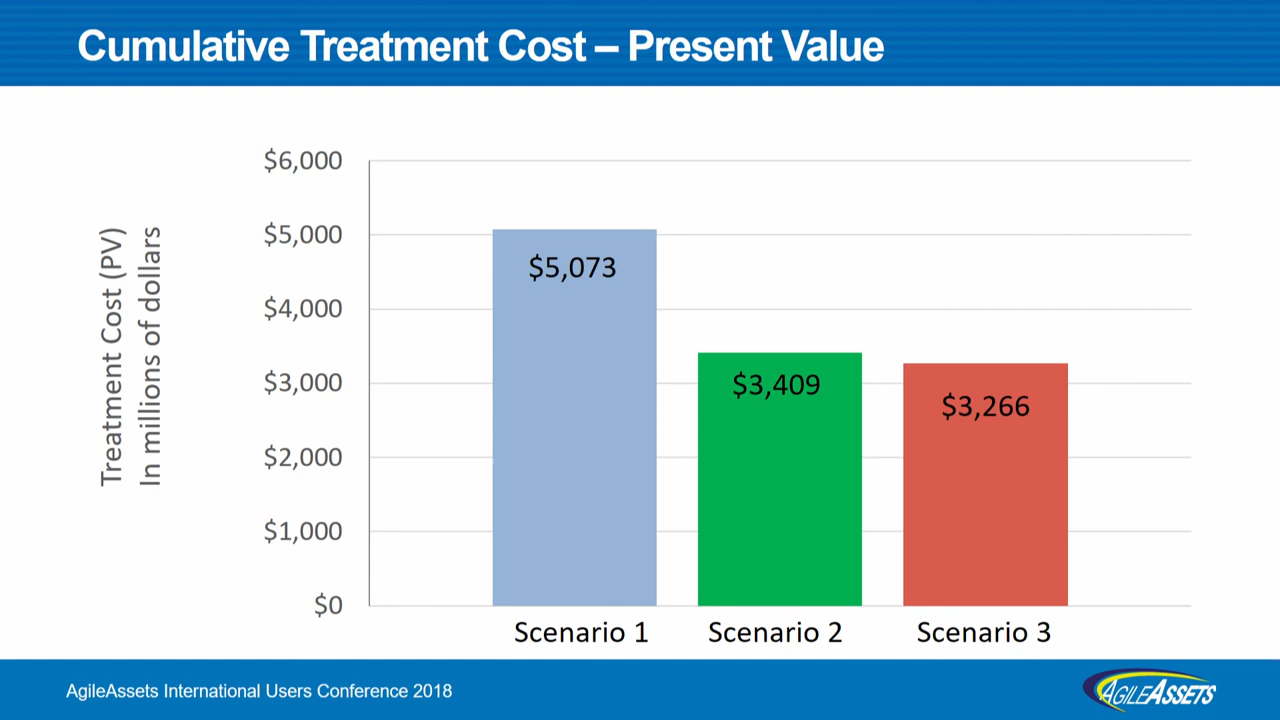 Cumulative Treatment Cost – Present Value
Treatment Cost (PV)
In millions of dollars
$6,000
$5,000
$4,000
$3,000
$2,000
$1,000
$0
$5,073
$3,409
$3,266
Scenario 1
Scenario 2
Scenario 3
AgileAssets International Users Conference 2018
AGILEASSETS